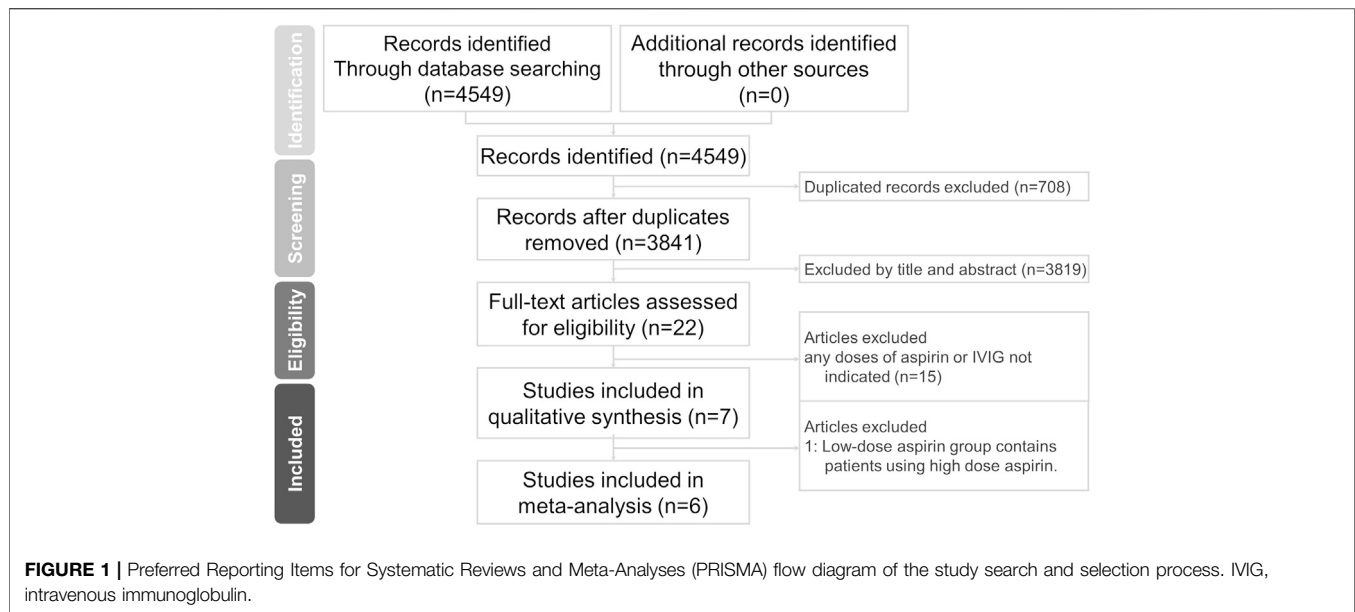 Identification
Records identified
Through database searching
(n=4549)
Additional records identified
through other sources
(n=0)
Records identified (n=4549)
Screening
Duplicated records excluded (n=708)
Records after duplicates
removed (n=3841)
Excluded by title and abstract (n=3819)
Eligibility
Full-text articles assessed
for eligibility (n=22)
Articles excluded
any doses of aspirin or IVIG not
indicated (n=15)
Included
Studies included in
qualitative synthesis (n=7)
Articles excluded
1: Low-dose aspirin group contains
patients using high dose aspirin.
Studies included in
meta-analysis (n=6)
FIGURE 1 | Preferred Reporting Items for Systematic Reviews and Meta-Analyses (PRISMA) flow diagram of the study search and selection process. IVIG,
intravenous immunoglobulin.